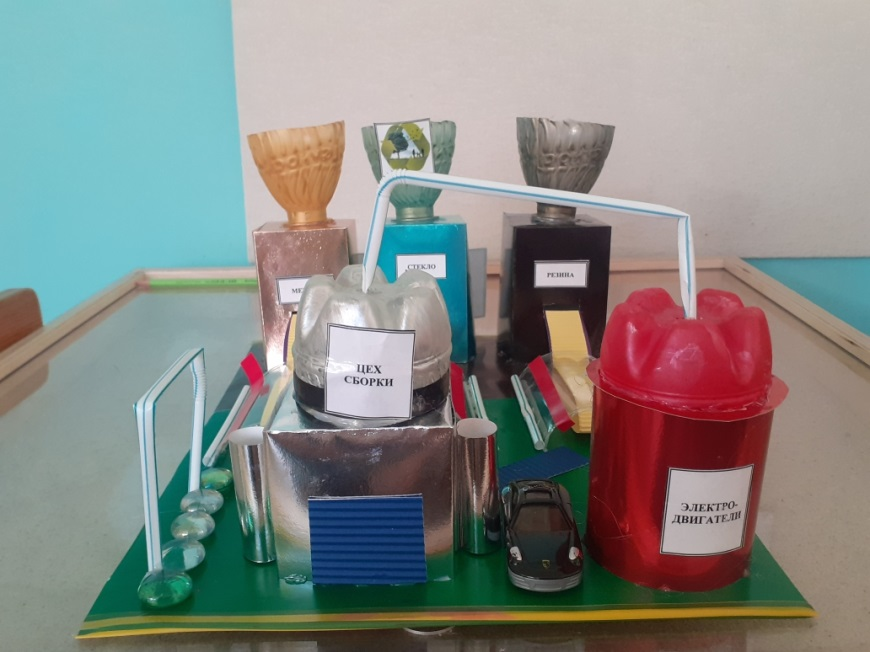 СТЕКЛО
РЕЗИНА
ЦЕХ
СБОРКИ
ЭЛЕКТРО-
ДВИГАТЕЛИ